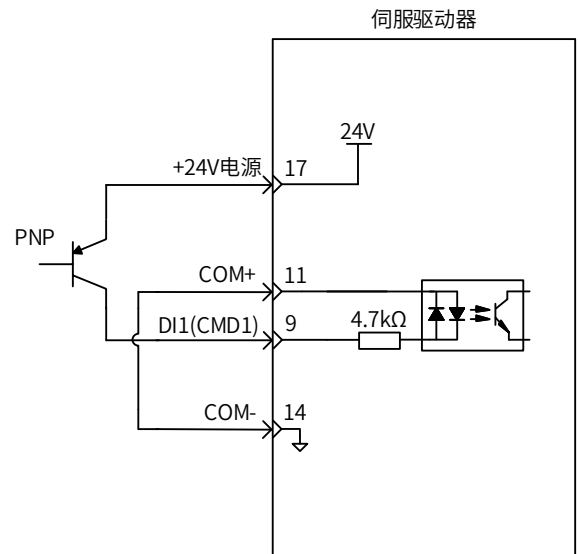 伺服驱动器
24V
+24V电源 17
PNP
COM+ 11
DI1(CMD1) 9 4.7kΩ
COM- 14